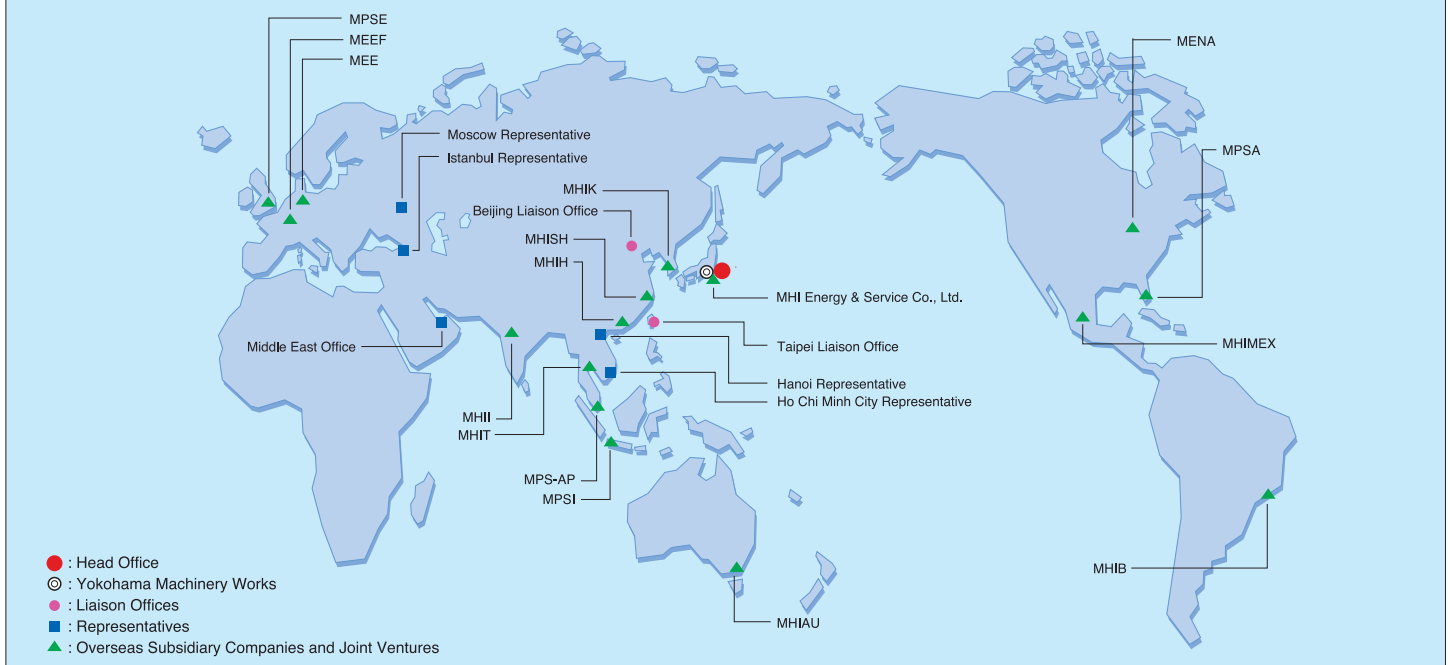 MPSE
MEEF
MEE
MENA
Moscow Representative
Istanbul Representative
MPSA
MHIK
Beijing Liaison Office
MHISH
MHIH
MHI Energy & Service Co., Ltd.
Middle East Office
Taipei Liaison Office
MHIMEX
Hanoi Representative
Ho Chi Minh City Representative
MHII
MHIT
MPS-AP
MPSI
MHIB
MHIAU
: Head Office
: Yokohama Machinery Works
: Liaison Offices
: Representatives
: Overseas Subsidiary Companies and Joint Ventures